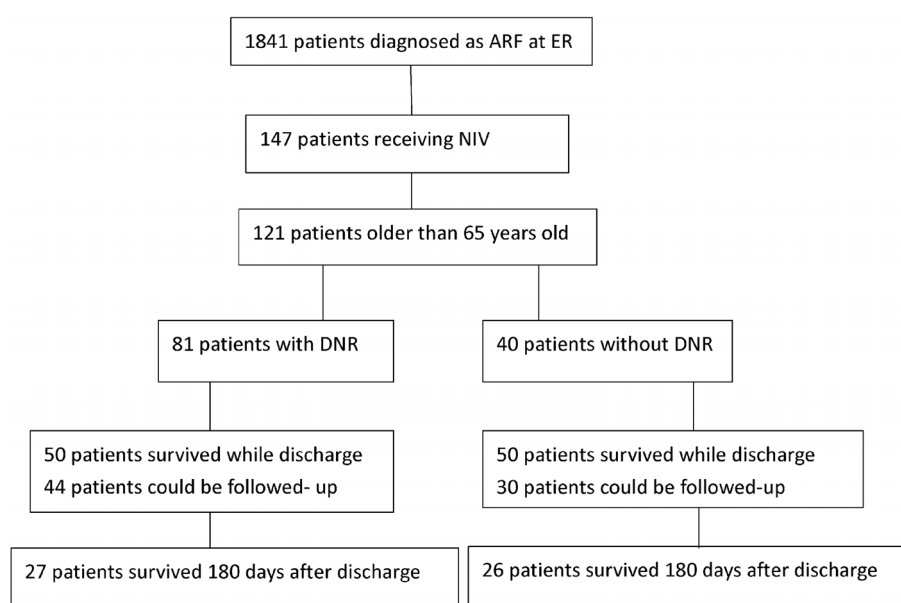 1841 patients diagnosed as ARF at ER
147 patients receiving NIV
121 patients older than 65 years old
81 patients with DNR
40 patients without DNR
50 patients survived while discharge
44 patients could be followed- up
50 patients survived while discharge
30 patients could be followed-up
27 patients survived 180 days after discharge
26 patients survived 180 days after discharge